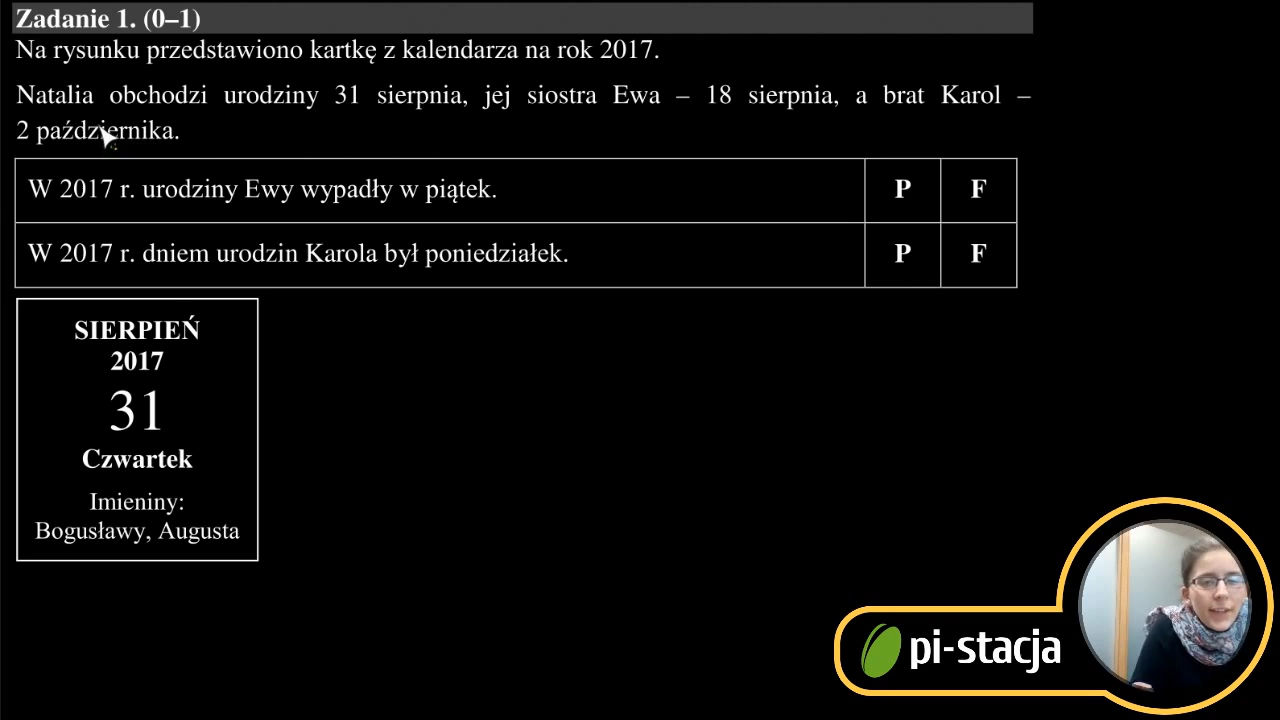 Zadanie 1. (0–1)
Na rysunku przedstawiono kartkę z kalendarza na rok 2017.
Natalia obchodzi urodziny 31 sierpnia, jej siostra Ewa – 18 sierpnia, a brat Karol –
2 października.
W 2017 r. urodziny Ewy wypadły w piątek. P F
W 2017 r. dniem urodzin Karola był poniedziałek. P F
SIERPIEŃ
2017
31
Czwartek
Imieniny:
Bogusławy, Augusta
pi-stacja